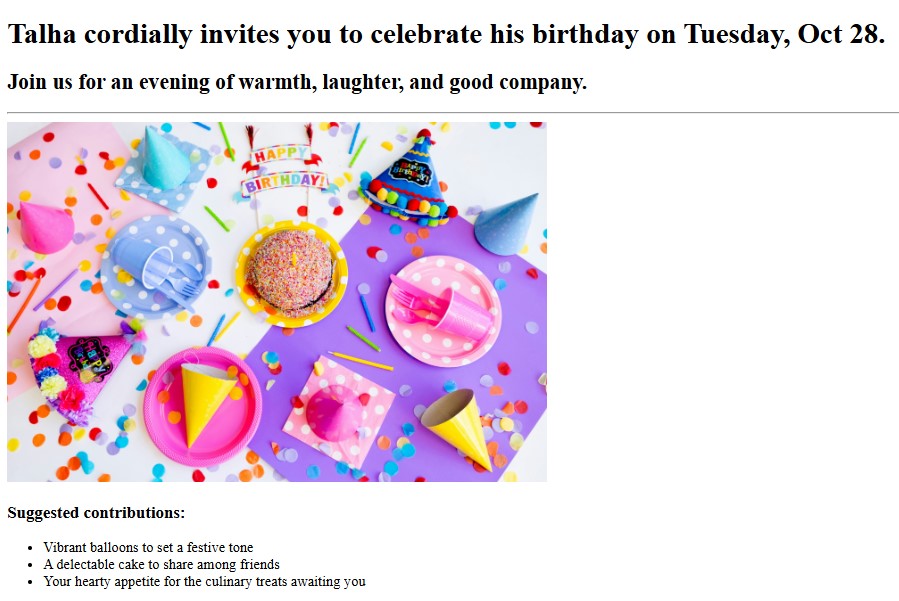 Talha cordially invites you to celebrate his birthday on Tuesday, Oct 28.
Join us for an evening of warmth, laughter, and good company.
HAPPY
BIRTHDAY!
HAPPY
Birthday!
Suggested contributions:
Vibrant balloons to set a festive tone
A delectable cake to share among friends
Your hearty appetite for the culinary treats awaiting you